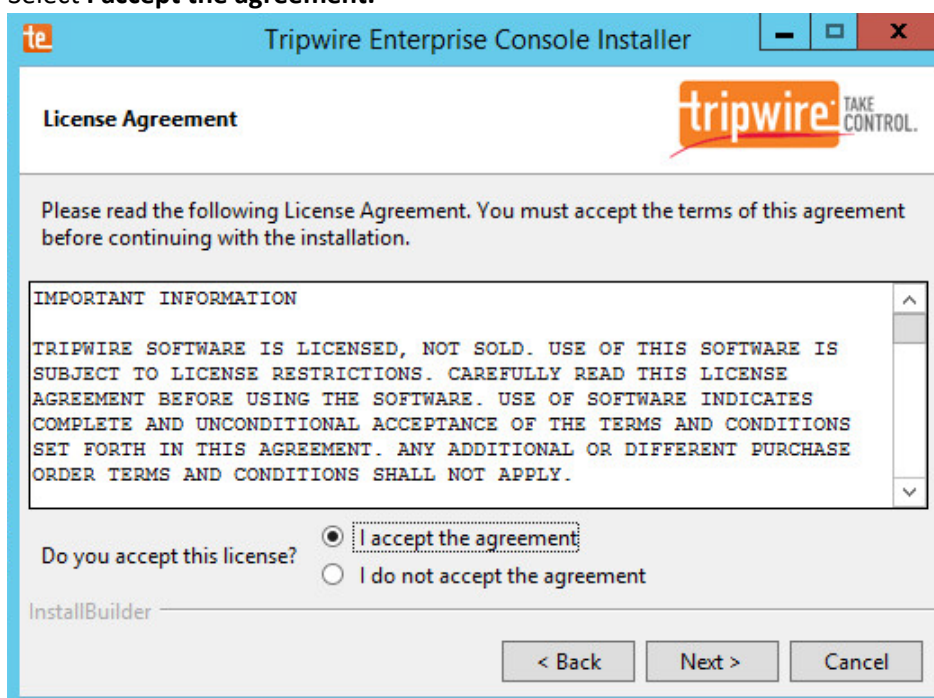 Select I accept the agreement.
te
Tripwire Enterprise Console Installer
License Agreement
tripwire TAKE CONTROL.
Please read the following License Agreement. You must accept the terms of this agreement
before continuing with the installation.
IMPORTANT INFORMATION
TRIPWIRE SOFTWARE IS LICENSED, NOT SOLD. USE OF THIS SOFTWARE IS
SUBJECT TO LICENSE RESTRICTIONS. CAREFULLY READ THIS LICENSE
AGREEMENT BEFORE USING THE SOFTWARE. USE OF SOFTWARE INDICATES
COMPLETE AND UNCONDITIONAL ACCEPTANCE OF THE TERMS AND CONDITIONS
SET FORTH IN THIS AGREEMENT. ANY ADDITIONAL OR DIFFERENT PURCHASE
ORDER TERMS AND CONDITIONS SHALL NOT APPLY.
Do you accept this license?
I accept the agreement
I do not accept the agreement
InstallBuilder
< Back Next > Cancel